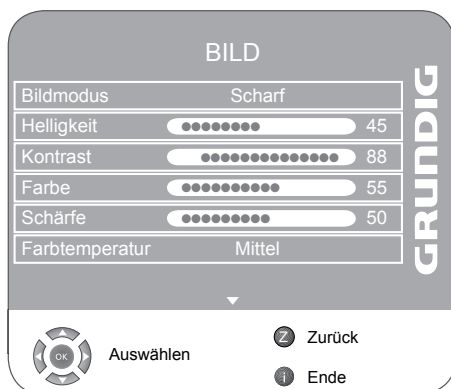 BILD
Bildmodus Scharf
Helligkeit 45
Kontrast 88
Farbe 55
Schärfe 50
Farbtemperatur Mittel
GRUNDIG
OK Auswählen
Z Zurück
i Ende